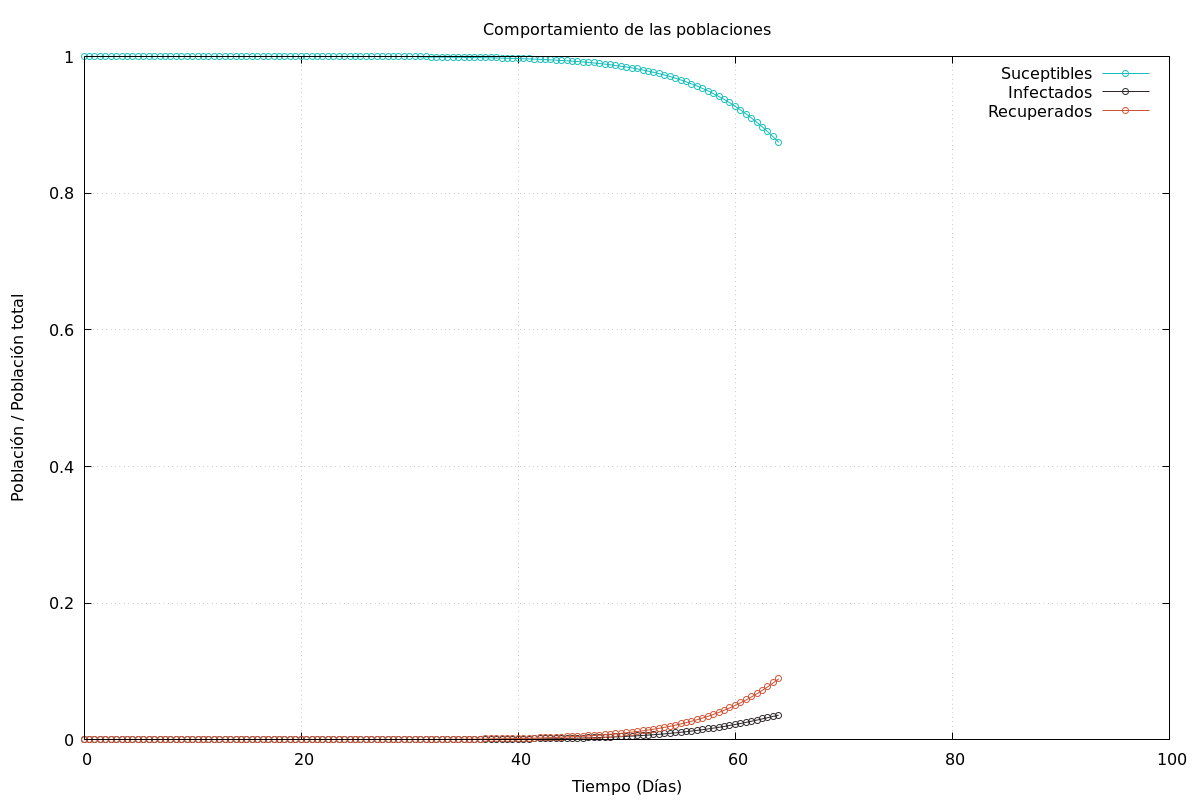 Comportamiento de las poblaciones
Suceptibles
Infectados
Recuperados
1
0.8
0.6
0.4
0.2
0
Población / Población total
0 20 40 60 80 100
Tiempo (Días)